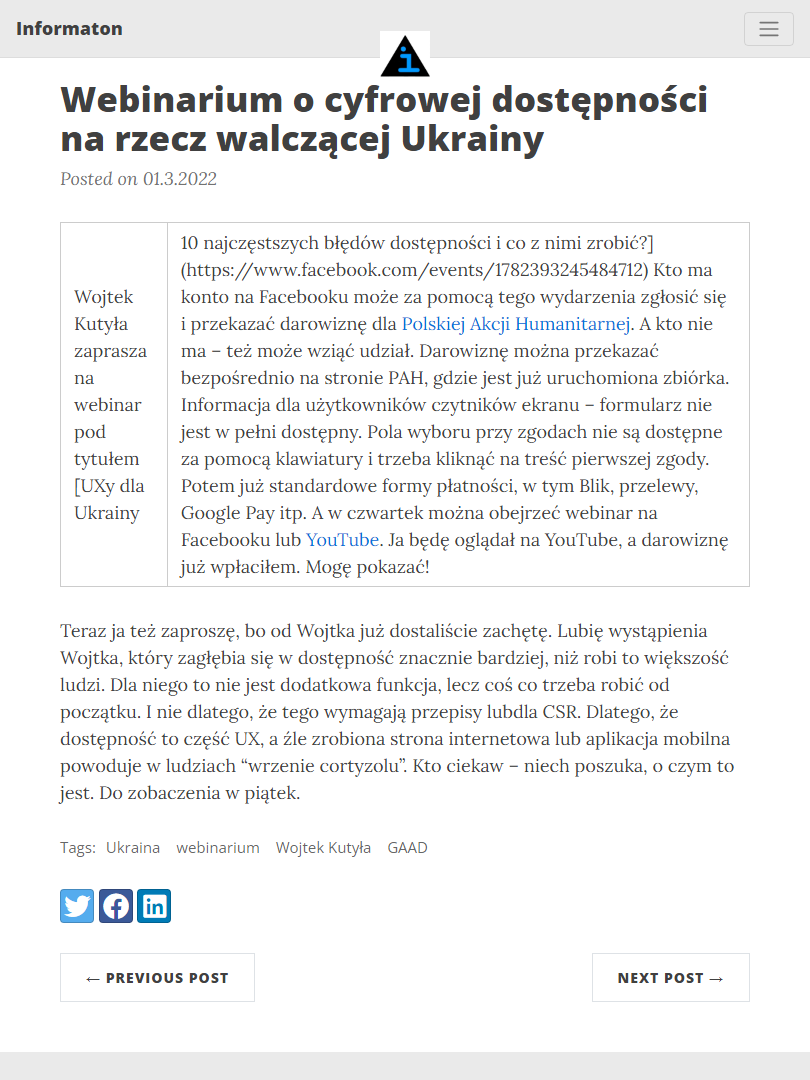 Informaton
i
Webinarium o cyfrowej dostępności
na rzecz walczącej Ukrainy
Posted on 01.3.2022
Wojtek
Kutyła
zaprasza
na
webinar
pod
tytułem
[UXy dla
Ukrainy
10 najczęstszych błędów dostępności i co z nimi zrobić?]
(https://www.facebook.com/events/1782393245484712) Kto ma
konto na Facebooku może za pomocą tego wydarzenia zgłosić się
i przekazać darowiznę dla Polskiej Akcji Humanitarnej. A kto nie
ma – też może wziąć udział. Darowiznę można przekazać
bezpośrednio na stronie PAH, gdzie jest już uruchomiona zbiórka.
Informacja dla użytkowników czytników ekranu – formularz nie
jest w pełni dostępny. Pola wyboru przy zgodach nie są dostępne
za pomocą klawiatury i trzeba kliknąć na treść pierwszej zgody.
Potem już standardowe formy płatności, w tym Blik, przelewy,
Google Pay itp. A w czwartek można obejrzeć webinar na
Facebooku lub YouTube. Ja będę oglądał na YouTube, a darowiznę
już wpłaciłem. Mogę pokazać!
Teraz ja też zaproszę, bo od Wojtka już dostaliście zachętę. Lubię wystąpienia
Wojtka, który zagłębia się w dostępność znacznie bardziej, niż robi to większość
ludzi. Dla niego to nie jest dodatkowa funkcja, lecz coś co trzeba robić od
początku. I nie dlatego, że tego wymagają przepisy lubdla CSR. Dlatego, że
dostępność to część UX, a źle zrobiona strona internetowa lub aplikacja mobilna
powoduje w ludziach “wrzenie cortyzolu”. Kto ciekaw – niech poszuka, o czym to
jest. Do zobaczenia w piątek.
Tags: Ukraina webinarium Wojtek Kutyła GAAD
← PREVIOUS POST
NEXT POST →